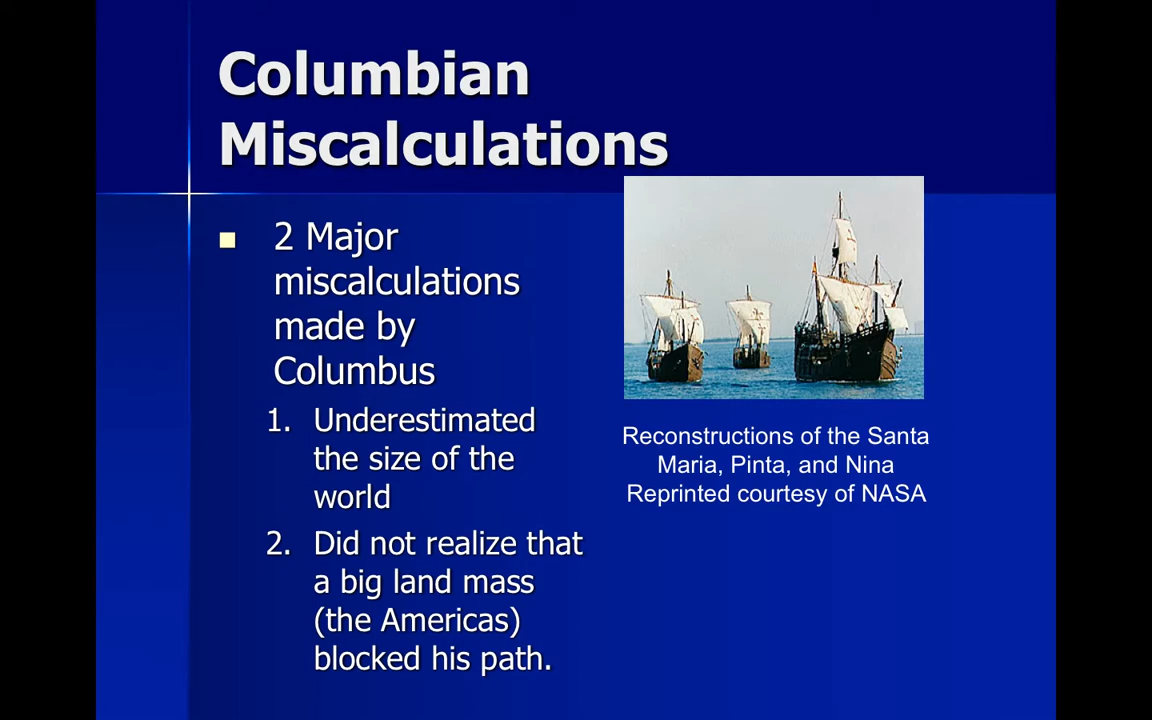 Columbian
Miscalculations
2 Major
miscalculations
made by
Columbus
1. Underestimated
the size of the
world
2. Did not realize that
a big land mass
(the Americas)
blocked his path.
Reconstructions of the Santa
Maria, Pinta, and Nina
Reprinted courtesy of NASA